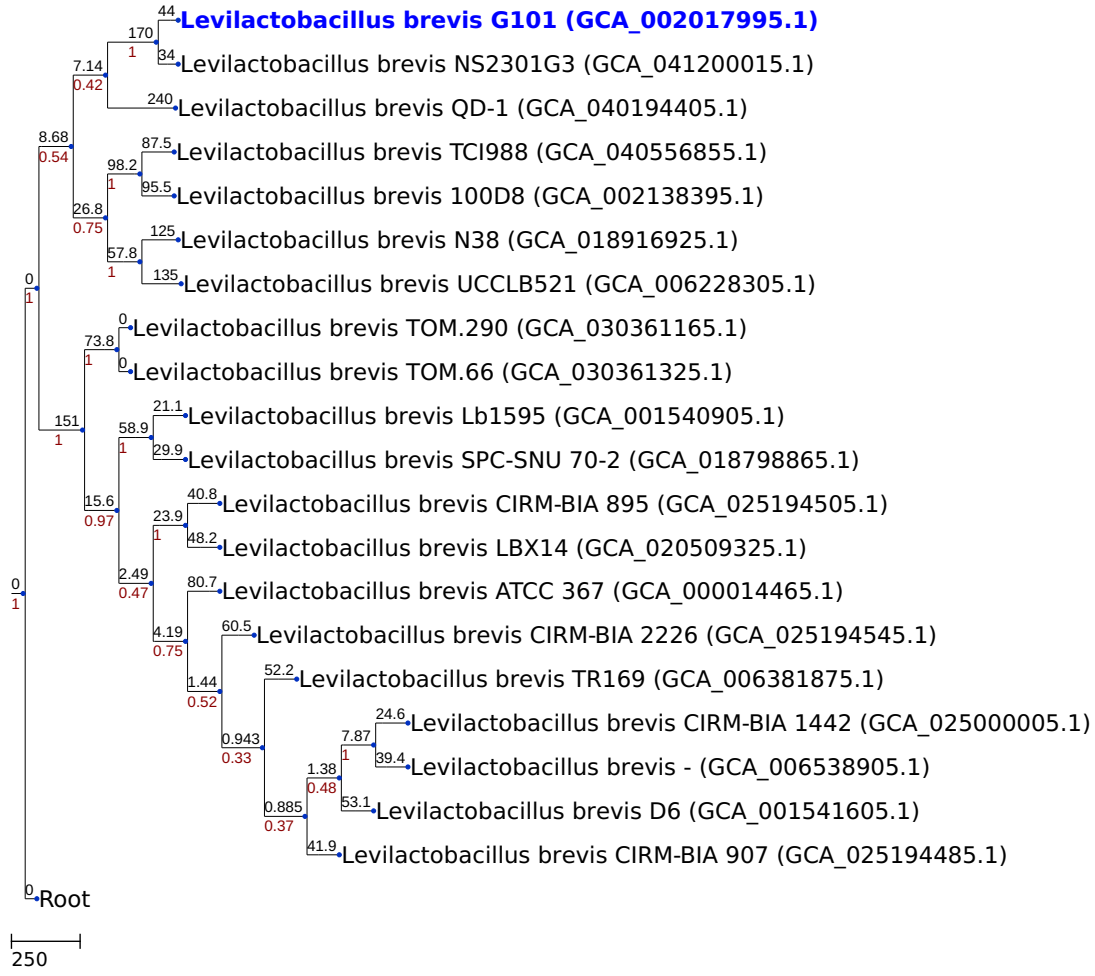 44
Levilactobacillus brevis G101 (GCA_002017995.1)
170
1
34
Levilactobacillus brevis NS2301G3 (GCA_041200015.1)
7.14
0.42
240
Levilactobacillus brevis QD-1 (GCA_040194405.1)
8.68
0.54
87.5
Levilactobacillus brevis TCI988 (GCA_040556855.1)
98.2
1
95.5
Levilactobacillus brevis 100D8 (GCA_002138395.1)
26.8
0.75
125
Levilactobacillus brevis N38 (GCA_018916925.1)
57.8
1
135
Levilactobacillus brevis UCCLB521 (GCA_006228305.1)
0
1
0
Levilactobacillus brevis TOM.290 (GCA_030361165.1)
73.8
1
0
Levilactobacillus brevis TOM.66 (GCA_030361325.1)
151
1
21.1
Levilactobacillus brevis Lb1595 (GCA_001540905.1)
58.9
1
29.9
Levilactobacillus brevis SPC-SNU 70-2 (GCA_018798865.1)
15.6
0.97
40.8
Levilactobacillus brevis CIRM-BIA 895 (GCA_025194505.1)
23.9
1
48.2
Levilactobacillus brevis LBX14 (GCA_020509325.1)
2.49
0.47
80.7
Levilactobacillus brevis ATCC 367 (GCA_000014465.1)
0
1
4.19
0.75
60.5
Levilactobacillus brevis CIRM-BIA 2226 (GCA_025194545.1)
1.44
0.52
52.2
Levilactobacillus brevis TR169 (GCA_006381875.1)
0.943
0.33
24.6
Levilactobacillus brevis CIRM-BIA 1442 (GCA_025000005.1)
7.87
1
39.4
Levilactobacillus brevis - (GCA_006538905.1)
1.38
0.48
53.1
Levilactobacillus brevis D6 (GCA_001541605.1)
0.885
0.37
41.9
Levilactobacillus brevis CIRM-BIA 907 (GCA_025194485.1)
0
Root
250